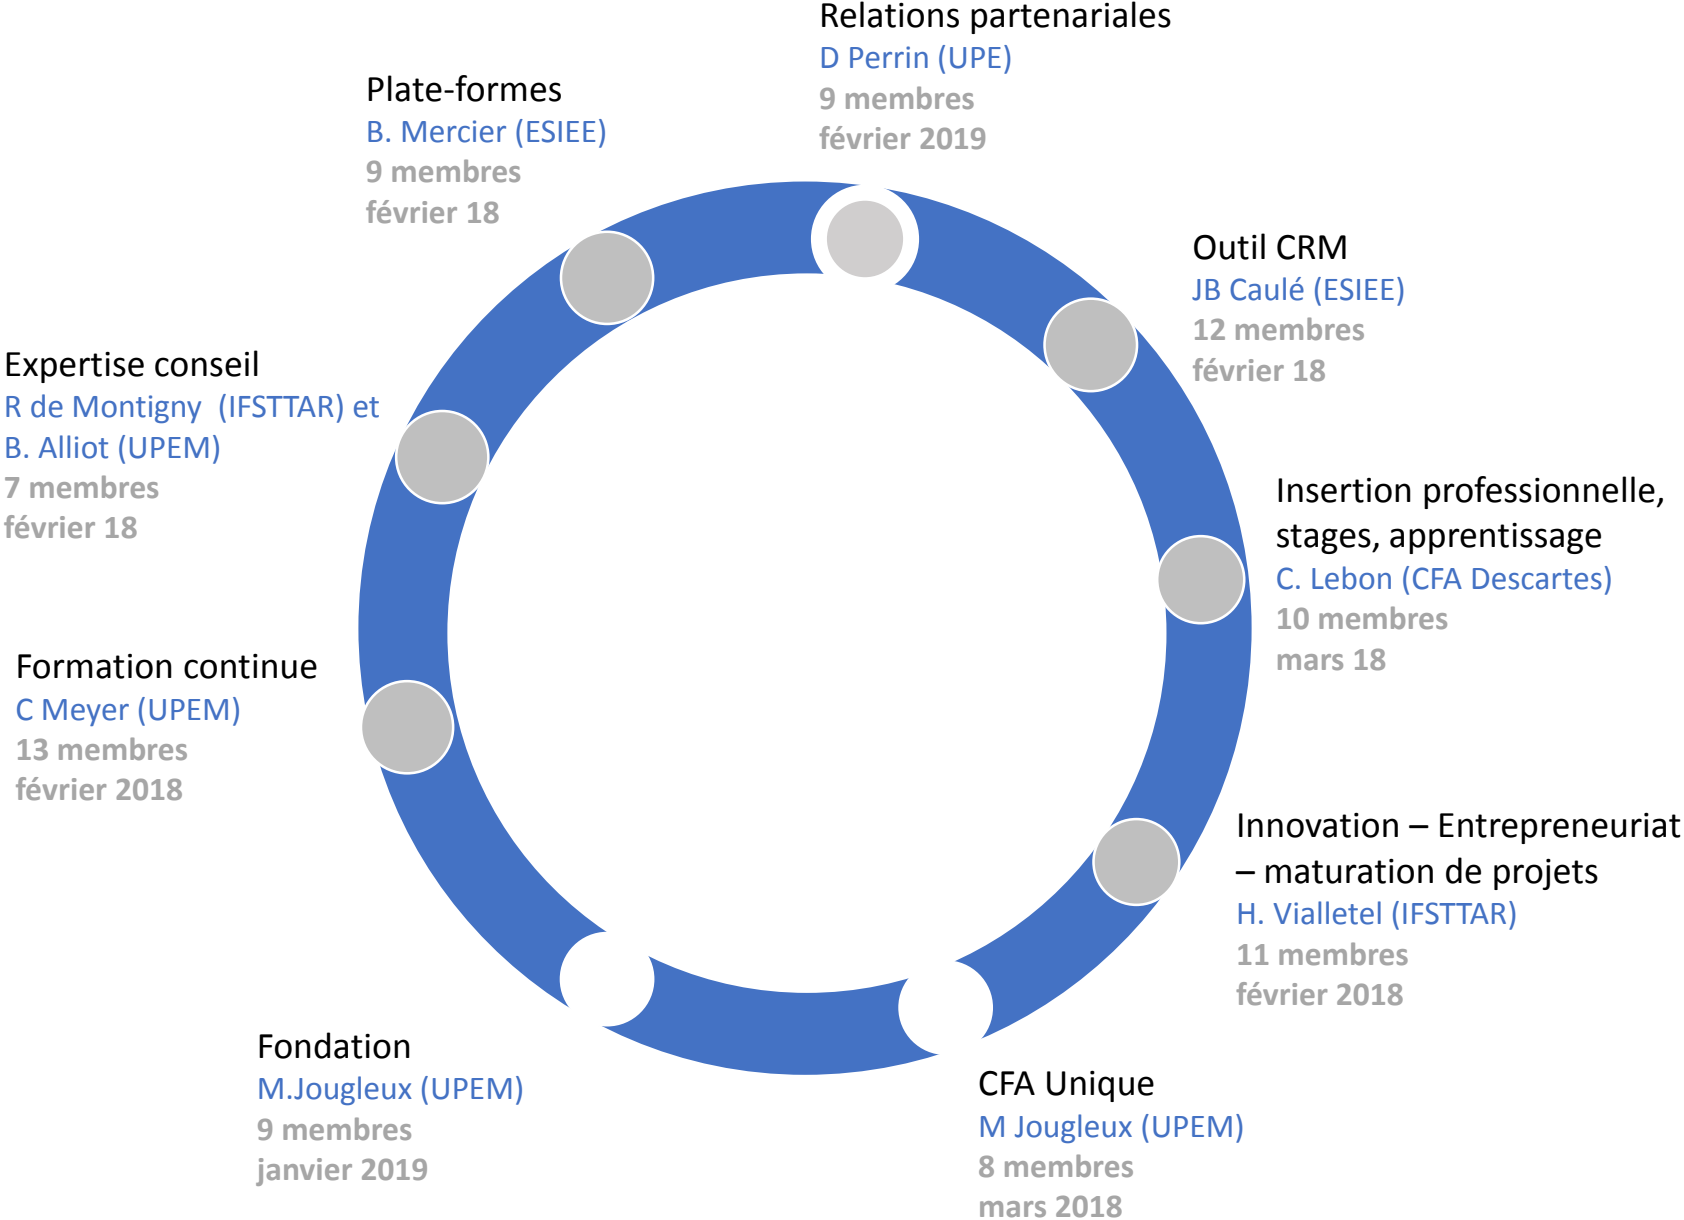 Relations partenariales
D Perrin (UPE)
9 membres
février 2019
Plate-formes
B. Mercier (ESIEE)
9 membres
février 18
Outil CRM
JB Caulé (ESIEE)
12 membres
février 18
Expertise conseil
R de Montigny  (IFSTTAR) et
B. Alliot (UPEM)
7 membres
février 18
Insertion professionnelle,
stages, apprentissage
C. Lebon (CFA Descartes)
10 membres
mars 18
Formation continue
C Meyer (UPEM)
13 membres
février 2018
Innovation – Entrepreneuriat
– maturation de projets
H. Vialletel (IFSTTAR)
11 membres
février 2018
Fondation
M.Jougleux (UPEM)
9 membres
janvier 2019
CFA Unique
M Jougleux (UPEM)
8 membres
mars 2018